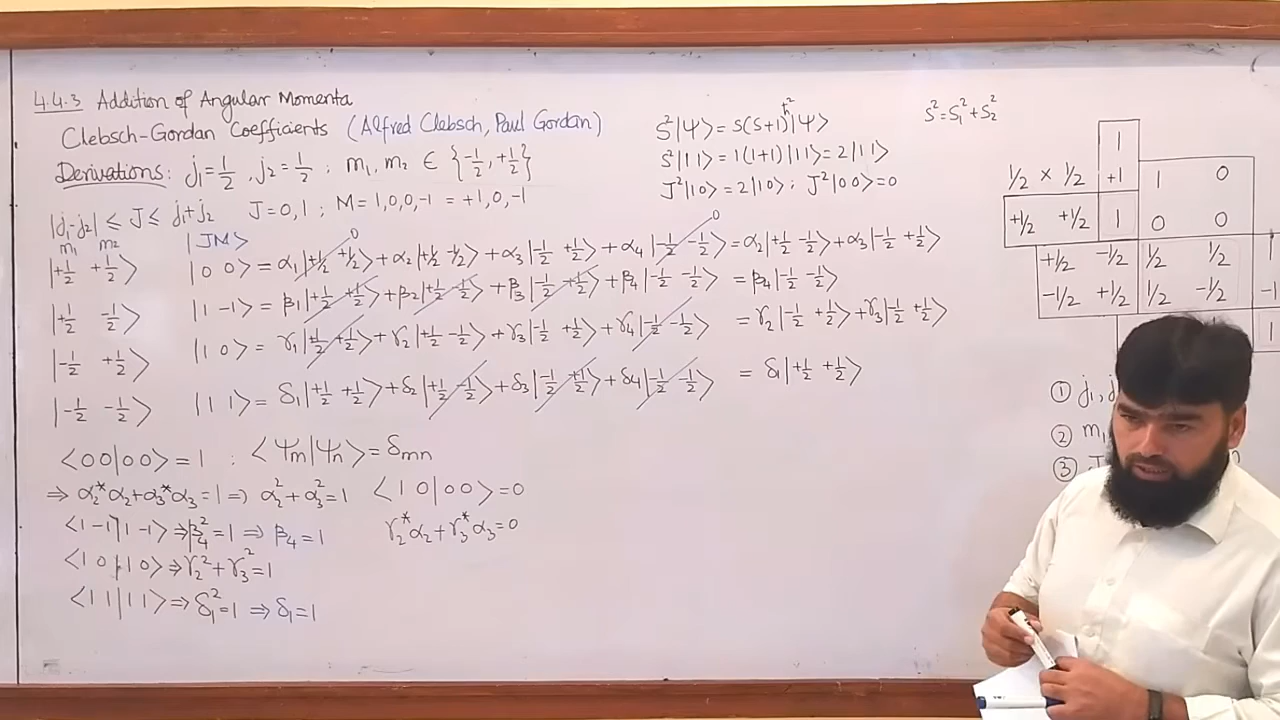 4.4.3 Addition of Angular Momenta
Clebsch-Gordan Coefficients (Alfred Clebsch, Paul Gordan)
Derivations: j₁=1/2, j₂=1/2 ; m₁, m₂ ∈ {-1/2, +1/2}
|j₁-j₂| ≤ J ≤ j₁+j₂ J=0,1 ; M=1,0,0,-1 = +1,0,-1
m₁ m₂ |JM>
|+1/2 +1/2>
|+1/2 -1/2>
|-1/2 +1/2>
|-1/2 -1/2>
|0 0> = α₁|+1/2 +1/2> + α₂|+1/2 -1/2> + α₃|-1/2 +1/2> + α₄|-1/2 -1/2> = α₂|+1/2 -1/2> + α₃|-1/2 +1/2>
0 0
|1 -1> = β₁|+1/2 +1/2> + β₂|+1/2 -1/2> + β₃|-1/2 +1/2> + β₄|-1/2 -1/2> = β₄|-1/2 -1/2>
|1 0> = γ₁|+1/2 +1/2> + γ₂|+1/2 -1/2> + γ₃|-1/2 +1/2> + γ₄|-1/2 -1/2> = γ₂|-1/2 +1/2> + γ₃|-1/2 +1/2>
|1 1> = δ₁|+1/2 +1/2> + δ₂|+1/2 -1/2> + δ₃|-1/2 +1/2> + δ₄|-1/2 -1/2> = δ₁|+1/2 +1/2>
<00|00> = 1 : <Ψm|Ψn> = δmn
⇒ α₂*α₂+α₃*α₃=1 ⇒ α₂²+α₃²=1 <1 0|00>=0
<1-1|1-1> ⇒ β₄²=1 ⇒ β₄=1 γ₂*α₂+γ₃*α₃=0
<1 0|1 0> ⇒ γ₂²+γ₃²=1
<1 1|1 1> ⇒ δ₁²=1 ⇒ δ₁=1
S²|Ψ> = S(S+1)ħ²|Ψ>
S²|11> = 1(1+1)|11> = 2|11>
J²|10> = 2|10> ; J²|00> = 0
S²=S₁²+S₂²
1
1/2 × 1/2 +1 1 0
+1/2 +1/2 1 0 0
+1/2 -1/2 1/2 1/2 1
-1/2 +1/2 1/2 -1/2 -1
1
① j₁, j
② m₁
③ J